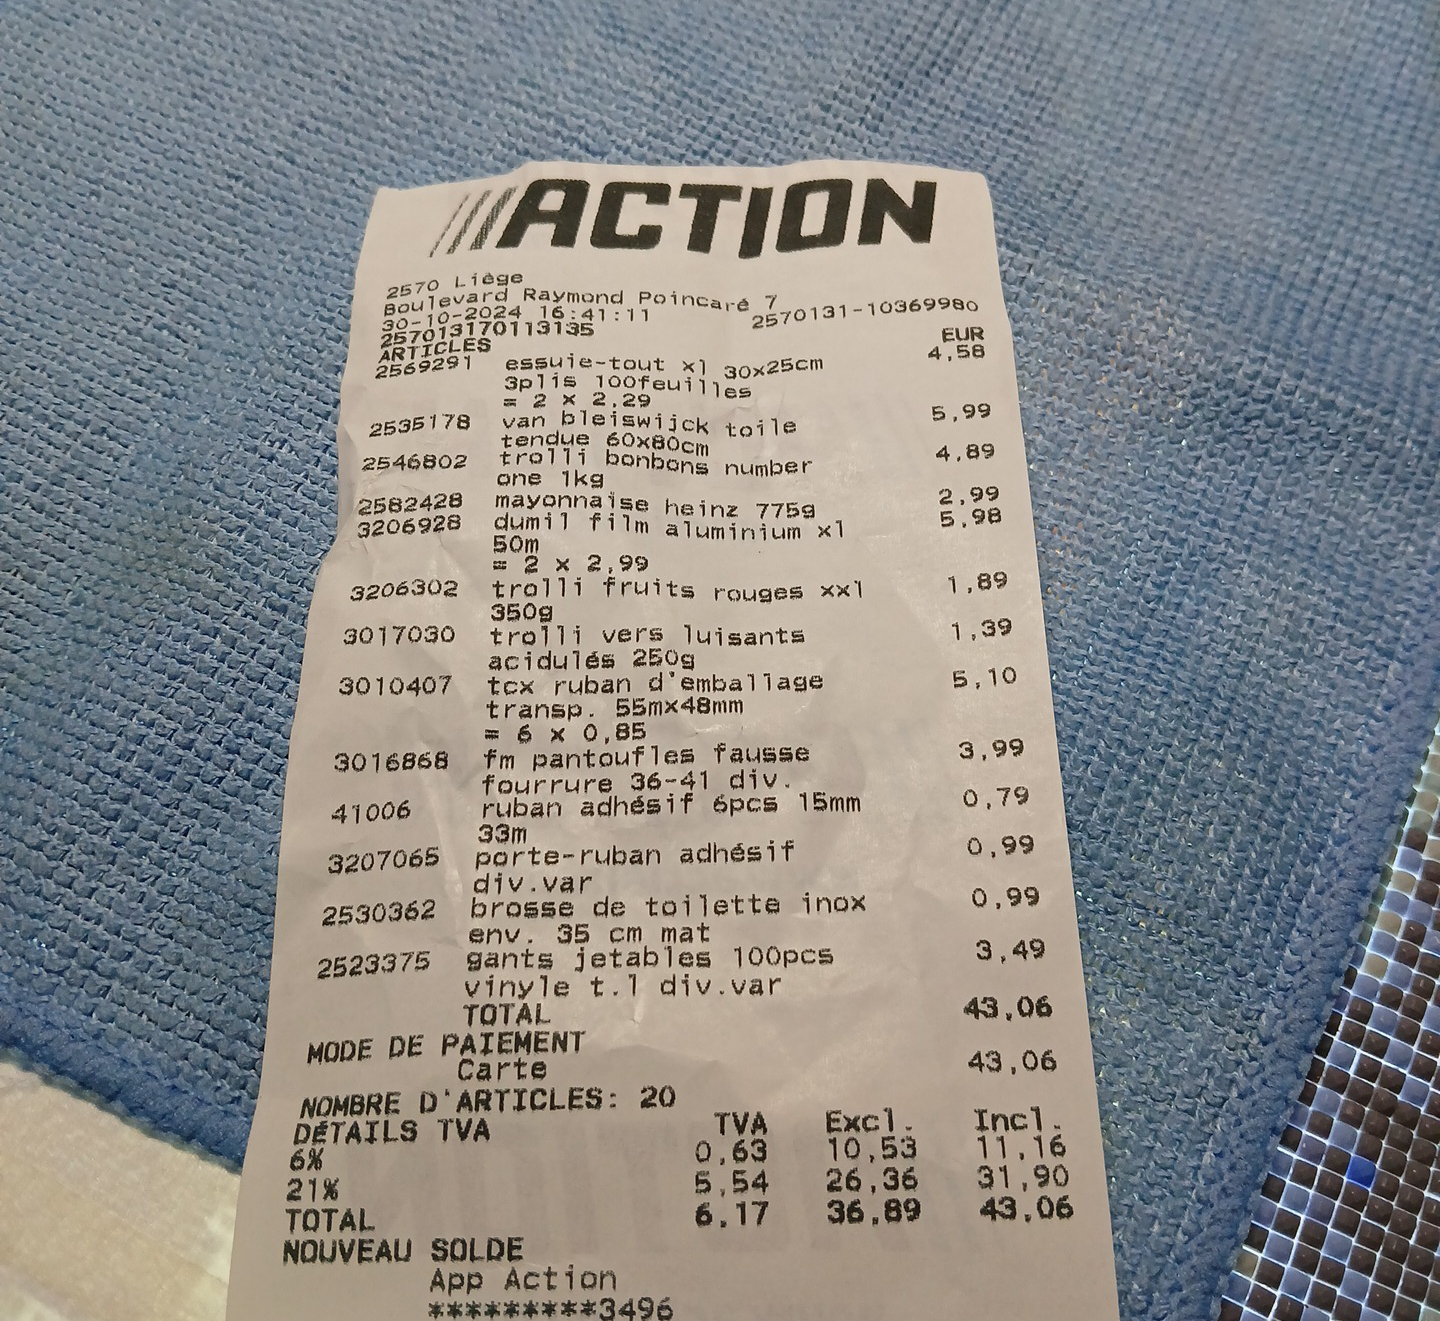 ACTION
2570 Liège
Boulevard Raymond Poincaré 7
30-10-2024 16:41:11 2570131-10369980
257013170113135
ARTICLES EUR
2569291 essuie-tout xl 30x25cm 4,58
3plis 100feuilles
= 2 x 2,29
2535178 van bleiswijck toile 5,99
tendue 60x80cm
2546802 trolli bonbons number 4,89
one 1kg
2582428 mayonnaise heinz 775g 2,99
3206928 dumil film aluminium xl 5,98
50m
= 2 x 2,99
3206302 trolli fruits rouges xxl 1,89
350g
3017030 trolli vers luisants 1,39
acidulés 250g
3010407 tcx ruban d'emballage 5,10
transp. 55mx48mm
= 6 x 0,85
3016868 fm pantoufles fausse 3,99
fourrure 36-41 div.
41006 ruban adhésif 6pcs 15mm 0,79
33m
3207065 porte-ruban adhésif 0,99
div.var
2530362 brosse de toilette inox 0,99
env. 35 cm mat
2523375 gants jetables 100pcs 3,49
vinyle t.l div.var
TOTAL 43,06
MODE DE PAIEMENT
Carte 43,06
NOMBRE D'ARTICLES: 20
DÉTAILS TVA TVA Excl. Incl.
6% 0,63 10,53 11,16
21% 5,54 26,36 31,90
TOTAL 6,17 36,89 43,06
NOUVEAU SOLDE
App Action
*********3496